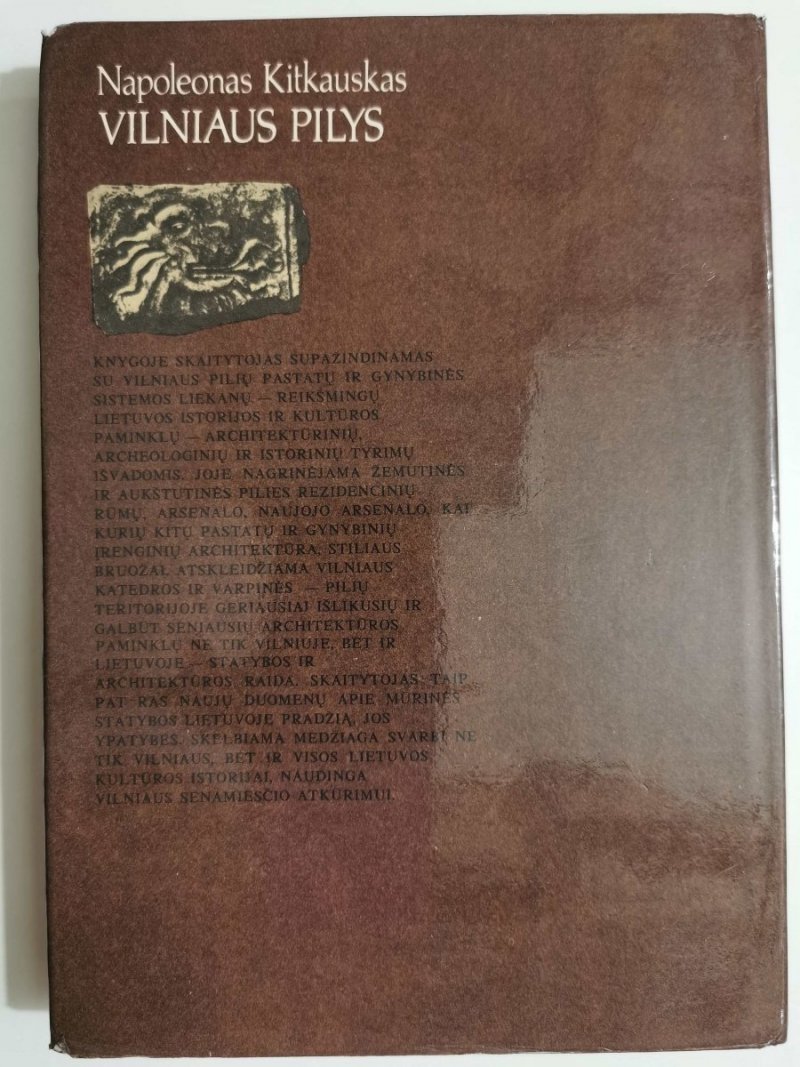 Napoleonas Kitkauskas
VILNIAUS PILYS
KNYGOJE SKAITYTOJAS SUPAŽINDINAMAS
SU VILNIAUS PILIŲ PASTATŲ IR GYNYBINĖS
SISTEMOS LIEKANŲ — REIKŠMINGŲ
LIETUVOS ISTORIJOS IR KULTŪROS
PAMINKLŲ — ARCHITEKTŪRINIŲ,
ARCHEOLOGINIŲ IR ISTORINIŲ TYRIMŲ
IŠVADOMIS. JOJE NAGRINĖJAMA ŽEMUTINĖS
IR AUKŠTUTINĖS PILIES REZIDENCINIŲ
RŪMŲ, ARSENALO, NAUJOJO ARSENALO, KAI
KURIŲ KITŲ PASTATŲ IR GYNYBINIŲ
ĮRENGINIŲ ARCHITEKTŪRA, STILIAUS
BRUOŽAI, ATSKLEIDŽIAMA VILNIAUS
KATEDROS IR VARPINĖS — PILIŲ
TERITORIJOJE GERIAUSIAI IŠLIKUSIŲ IR
GALBŪT SENIAUSIŲ ARCHITEKTŪROS
PAMINKLŲ NE TIK VILNIUJE, BET IR
LIETUVOJE — STATYBOS IR
ARCHITEKTŪROS RAIDA. SKAITYTOJAS TAIP
PAT RAS NAUJŲ DUOMENŲ APIE MŪRINĖS
STATYBOS LIETUVOJE PRADŽIĄ, JOS
YPATYBES. SKELBIAMA MEDŽIAGA SVARBI NE
TIK VILNIAUS, BET IR VISOS LIETUVOS
KULTŪROS ISTORIJAI, NAUDINGA
VILNIAUS SENAMIESČIO ATKŪRIMUI.